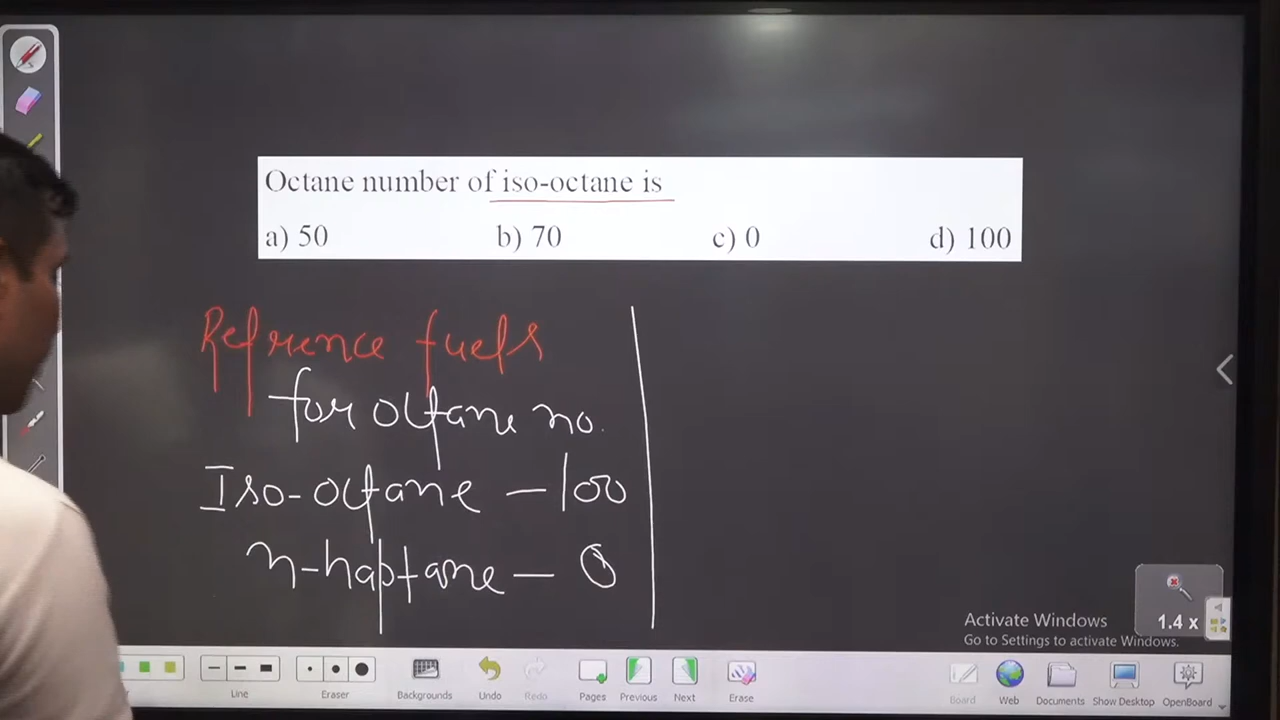 Octane number of iso-octane is
a) 50 b) 70 c) 0 d) 100
Refrence fuels
for octane no.
Iso-octane – 100
n-haptane – 0
Activate Windows
Go to Settings to activate Windows.
1.4 x
Line Eraser Backgrounds Undo Redo Pages Previous Next Erase Board Web Documents Show Desktop OpenBoard